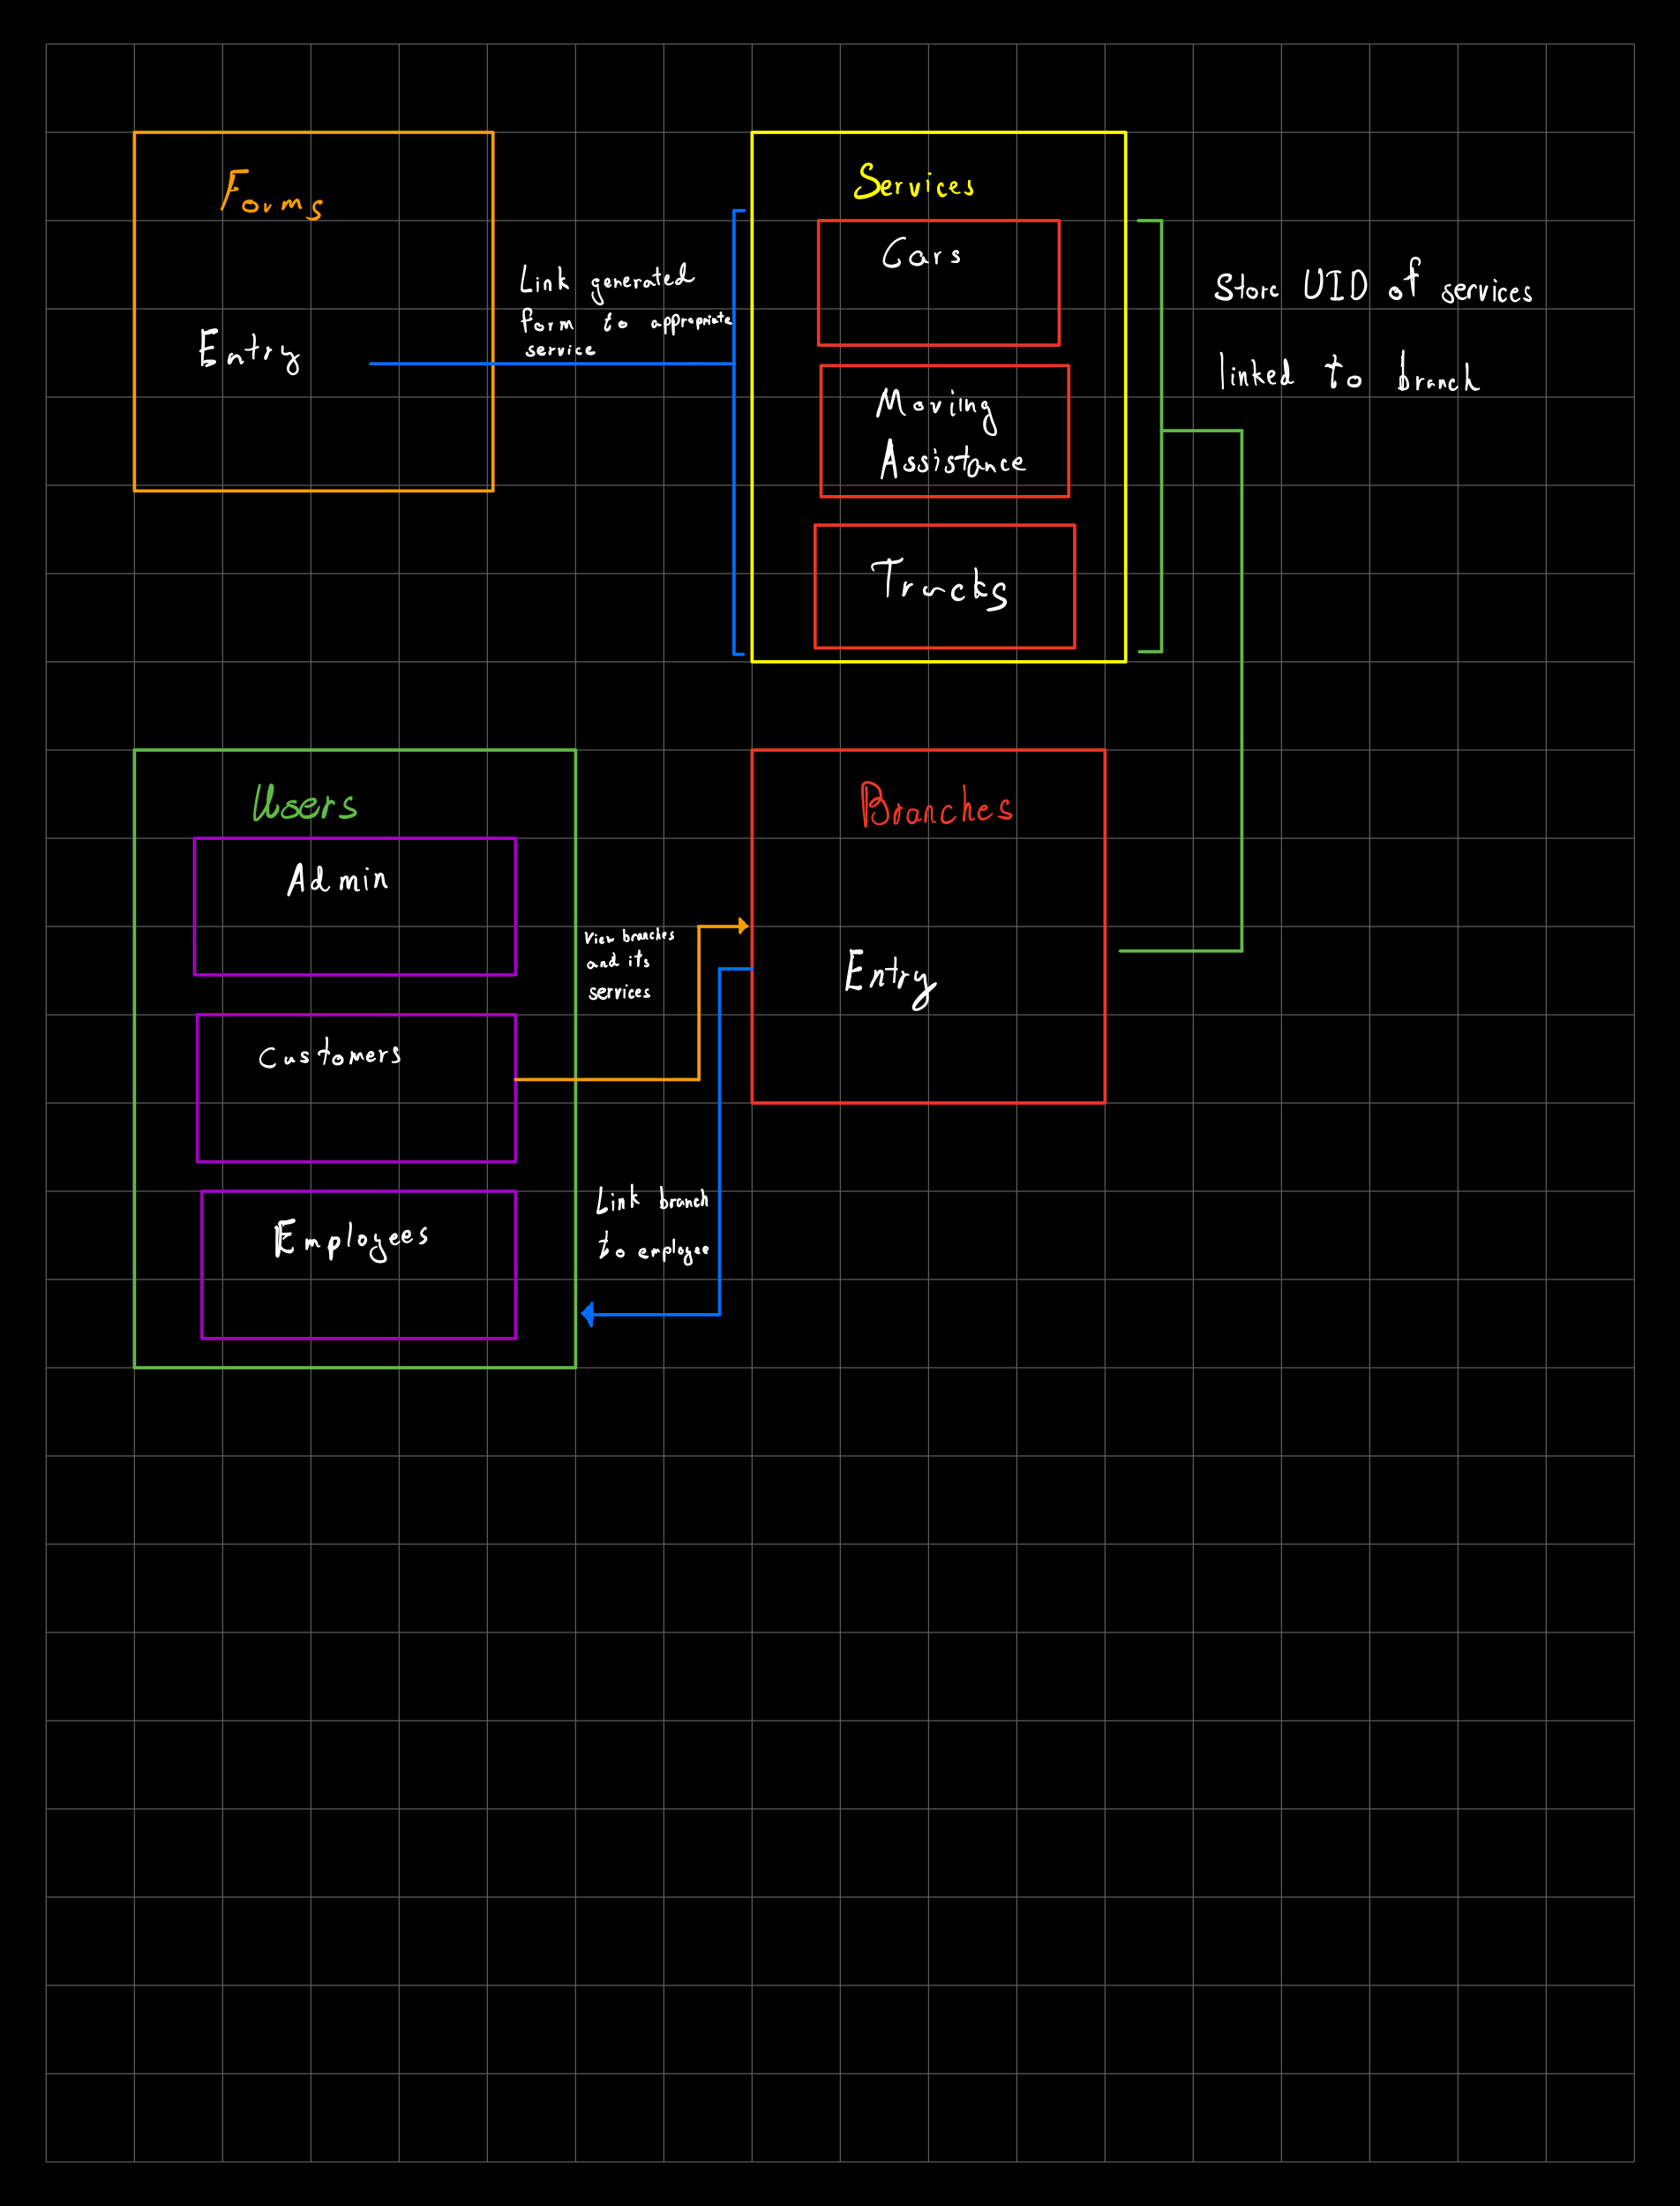 Forms
Entry
Link generated
form to appropriate
service
Services
Cars
Moving
Assistance
Trucks
Store UID of services
linked to branch
Users
Admin
Customers
Employees
View branches
and its
services
Link branch
to employee
Branches
Entry